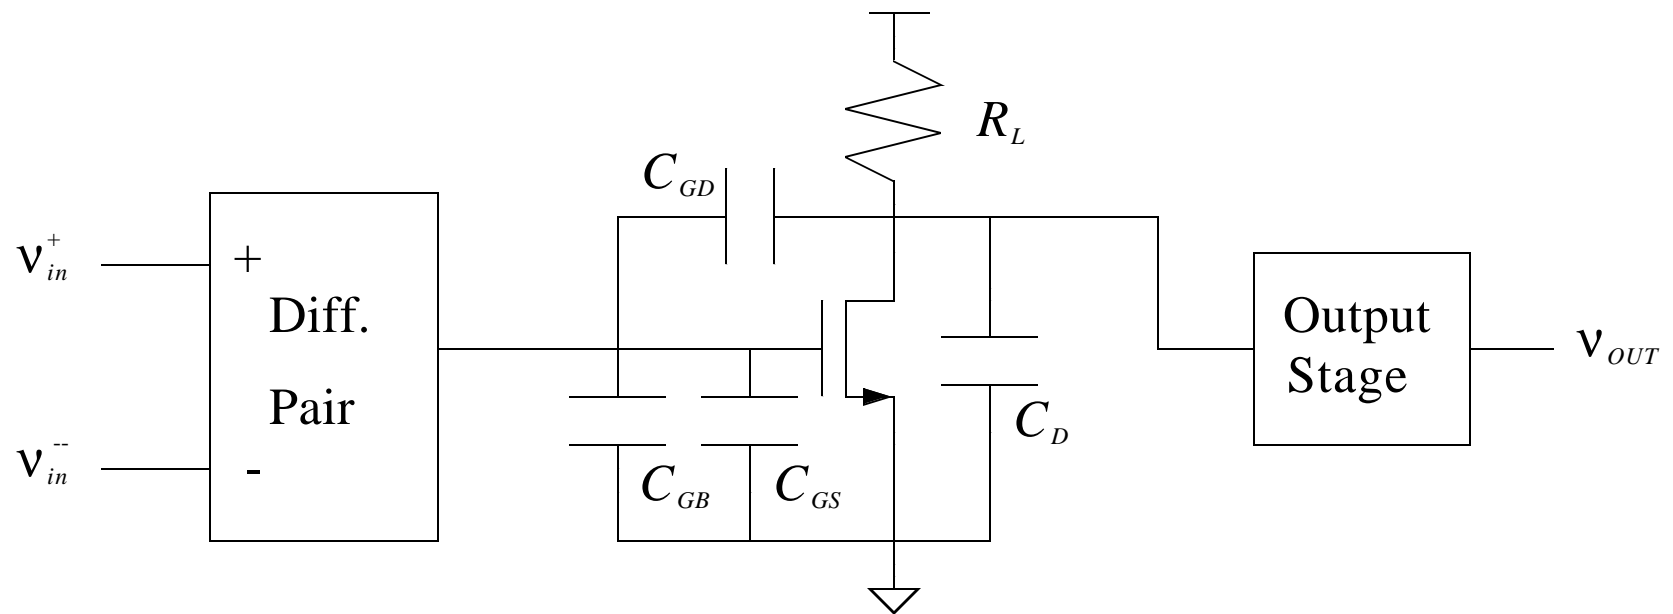 R_L
C_GD
ν_in^+
+
Diff.
Pair
ν_in^--
-
C_GB
C_GS
C_D
Output
Stage
ν_OUT